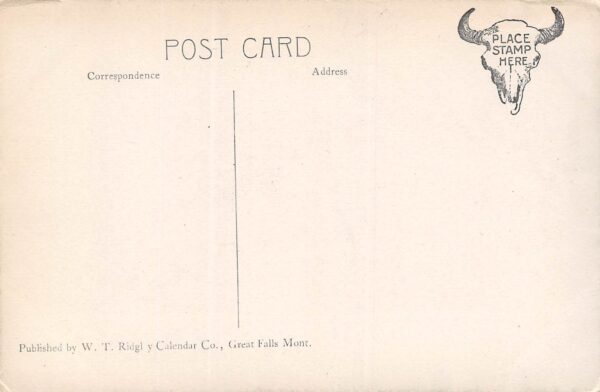 POST CARD
Correspondence
Address
PLACE
STAMP
HERE
Published by W. T. Ridgl y Calendar Co., Great Falls Mont.